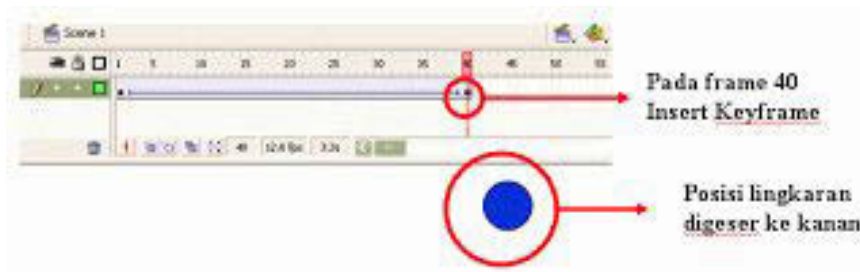 Scene 1
1 5 10 15 20 25 30 35 40 45 50 55
Pada frame 40
Insert Keyframe
40 12.0 fps 3.3s
Posisi lingkaran
digeser ke kanan